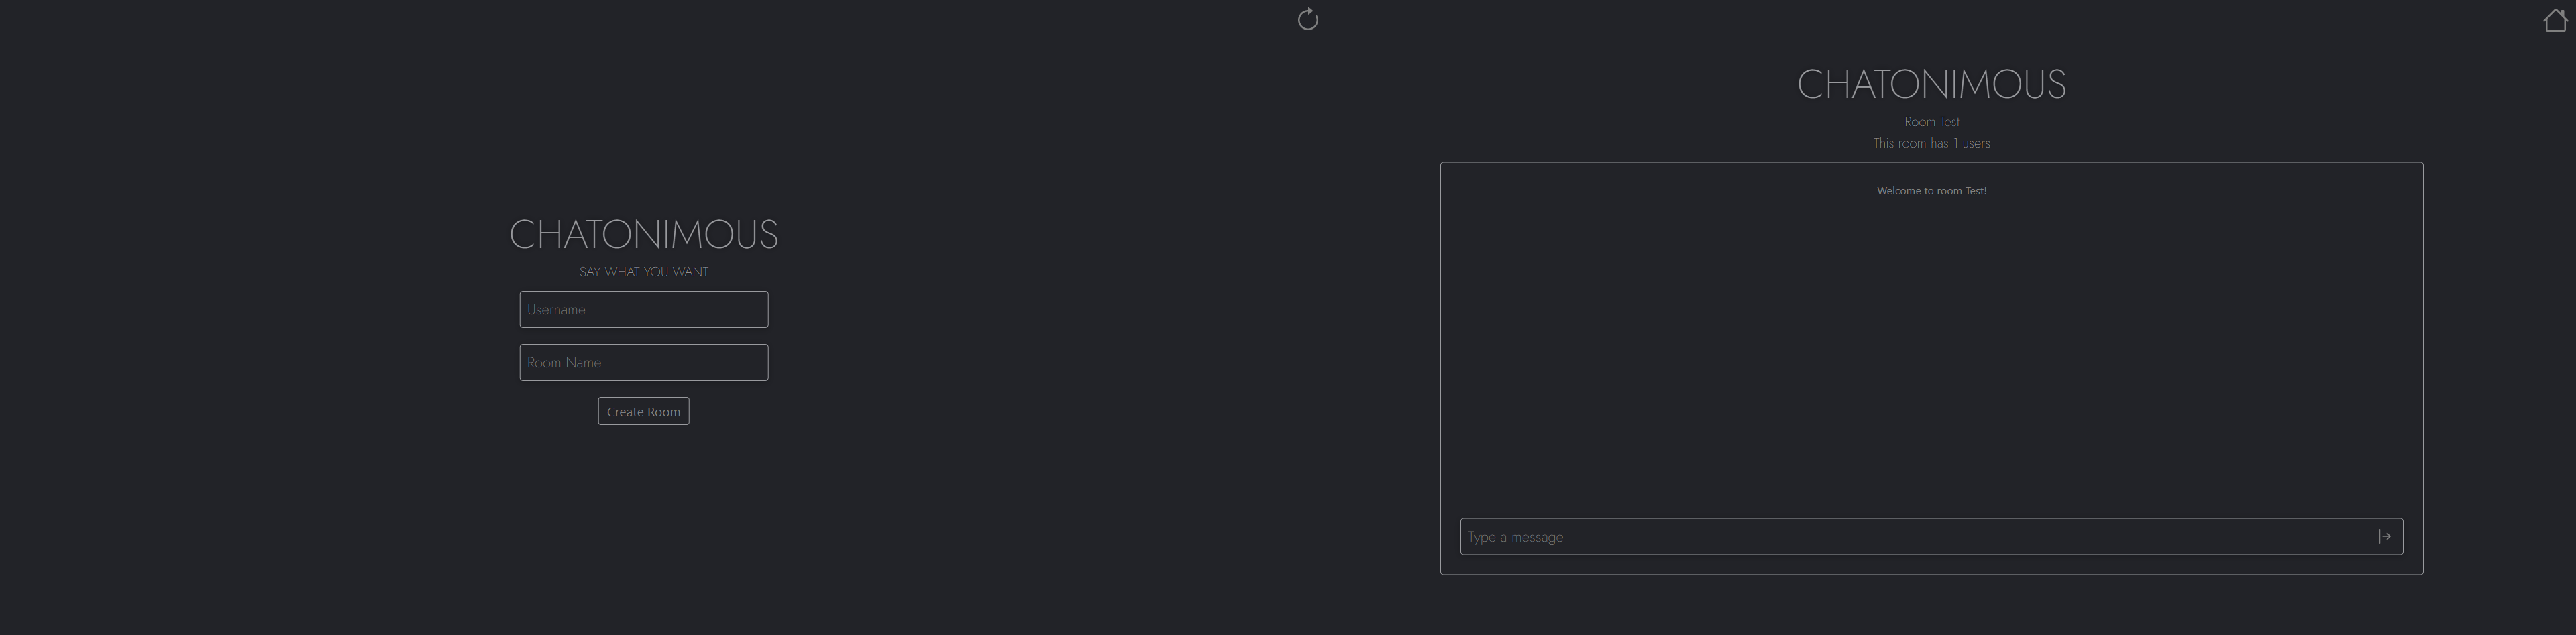 CHATONIMOUS
SAY WHAT YOU WANT
Username
Room Name
Create Room
CHATONIMOUS
Room Test
This room has 1 users
Welcome to room Test!
Type a message